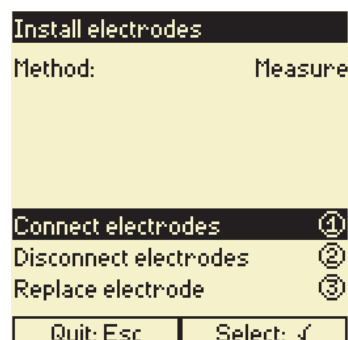 Install electrodes
Method: Measure
Connect electrodes ①
Disconnect electrodes ②
Replace electrode ③
Quit: Esc Select: √